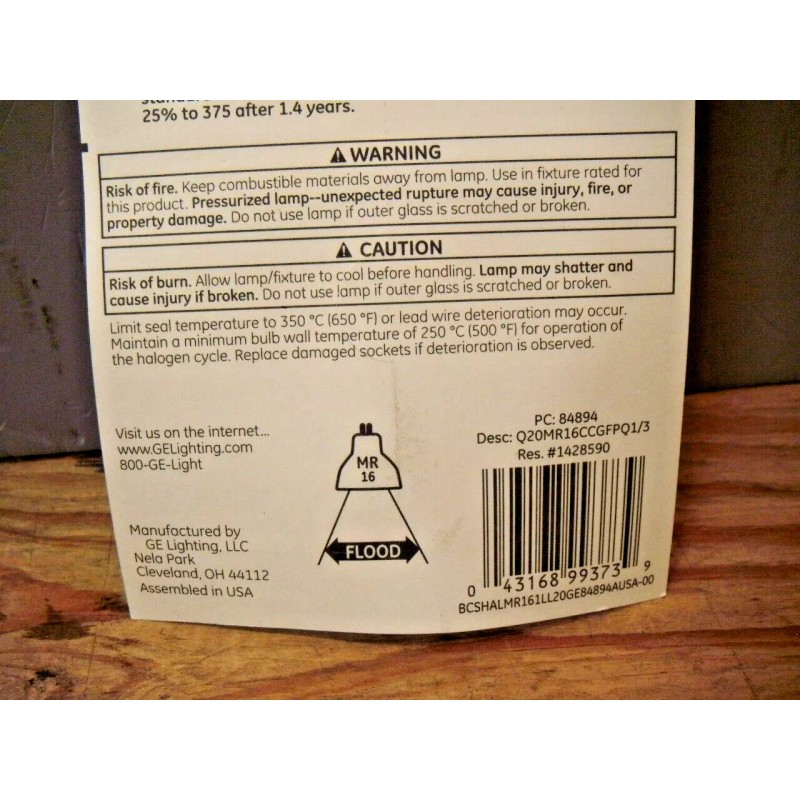 25% to 375 after 1.4 years.
⚠ WARNING
Risk of fire. Keep combustible materials away from lamp. Use in fixture rated for
this product. Pressurized lamp--unexpected rupture may cause injury, fire, or
property damage. Do not use lamp if outer glass is scratched or broken.
⚠ CAUTION
Risk of burn. Allow lamp/fixture to cool before handling. Lamp may shatter and
cause injury if broken. Do not use lamp if outer glass is scratched or broken.
Limit seal temperature to 350 °C (650 °F) or lead wire deterioration may occur.
Maintain a minimum bulb wall temperature of 250 °C (500 °F) for operation of
the halogen cycle. Replace damaged sockets if deterioration is observed.
Visit us on the internet...
www.GELighting.com
800-GE-Light
Manufactured by
GE Lighting, LLC
Nela Park
Cleveland, OH 44112
Assembled in USA
MR
16
FLOOD
PC: 84894
Desc: Q20MR16CCGFPQ1/3
Res. #1428590
0 43168 99373 9
BCSHALMR161LL20GE84894AUSA-00